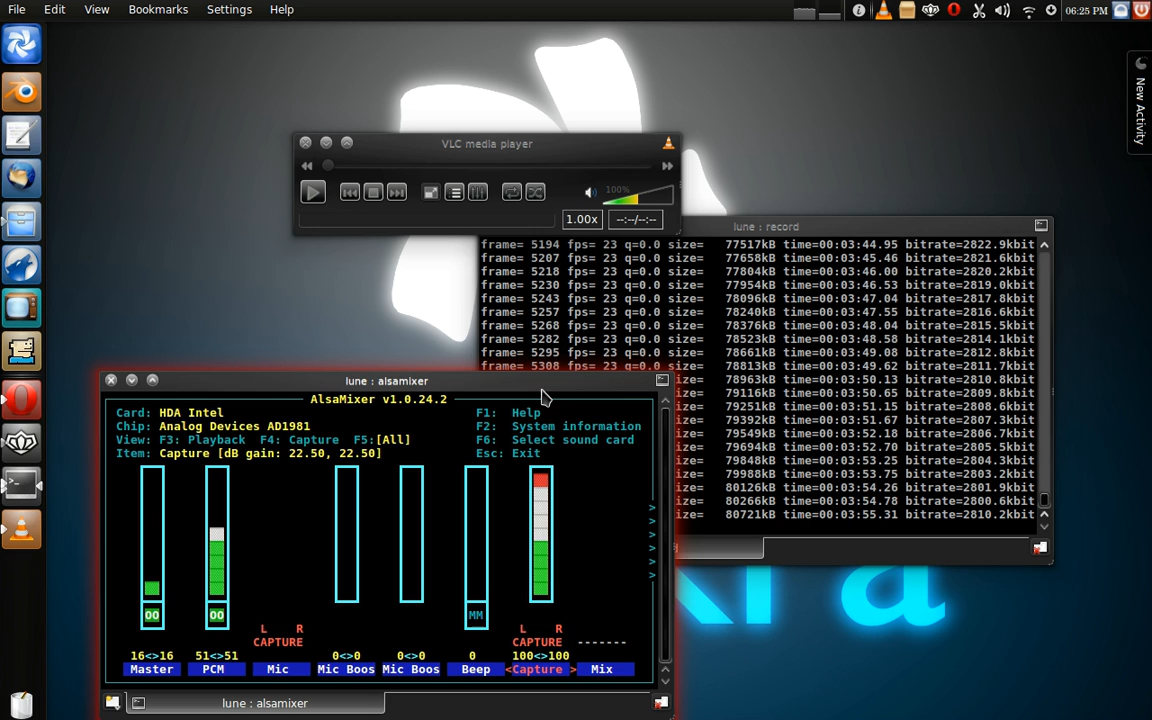 File Edit View Bookmarks Settings Help
06:25 PM
New Activity
VLC media player
100%
1.00x --:--/--:--
lune : record
frame= 5194 fps= 23 q=0.0 size= 77517kB time=00:03:44.95 bitrate=2822.9kbit
frame= 5207 fps= 23 q=0.0 size= 77658kB time=00:03:45.46 bitrate=2821.6kbit
frame= 5218 fps= 23 q=0.0 size= 77804kB time=00:03:46.00 bitrate=2820.2kbit
frame= 5230 fps= 23 q=0.0 size= 77954kB time=00:03:46.53 bitrate=2819.0kbit
frame= 5243 fps= 23 q=0.0 size= 78096kB time=00:03:47.04 bitrate=2817.8kbit
frame= 5257 fps= 23 q=0.0 size= 78240kB time=00:03:47.55 bitrate=2816.6kbit
frame= 5268 fps= 23 q=0.0 size= 78376kB time=00:03:48.04 bitrate=2815.5kbit
frame= 5282 fps= 23 q=0.0 size= 78523kB time=00:03:48.58 bitrate=2814.1kbit
frame= 5295 fps= 23 q=0.0 size= 78661kB time=00:03:49.08 bitrate=2812.8kbit
frame= 5308 fps= 23 q=0.0 size= 78813kB time=00:03:49.62 bitrate=2811.7kbit
78963kB time=00:03:50.13 bitrate=2810.8kbit
79116kB time=00:03:50.65 bitrate=2809.9kbit
79251kB time=00:03:51.15 bitrate=2808.6kbit
79392kB time=00:03:51.67 bitrate=2807.3kbit
79549kB time=00:03:52.18 bitrate=2806.7kbit
79694kB time=00:03:52.70 bitrate=2805.5kbit
79848kB time=00:03:53.25 bitrate=2804.3kbit
79988kB time=00:03:53.75 bitrate=2803.2kbit
80126kB time=00:03:54.26 bitrate=2801.9kbit
80266kB time=00:03:54.78 bitrate=2800.6kbit
80721kB time=00:03:55.31 bitrate=2810.2kbit
lune : alsamixer
AlsaMixer v1.0.24.2
Card: HDA Intel F1: Help
Chip: Analog Devices AD1981 F2: System information
View: F3: Playback F4: Capture F5:[All] F6: Select sound card
Item: Capture [dB gain: 22.50, 22.50] Esc: Exit
>
>
>
>
>
>
OO OO MM
L R L R
CAPTURE CAPTURE -------
16<>16 51<>51 0<>0 0<>0 0 100<>100
Master PCM Mic Mic Boos Mic Boos Beep <Capture > Mix
lune : alsamixer